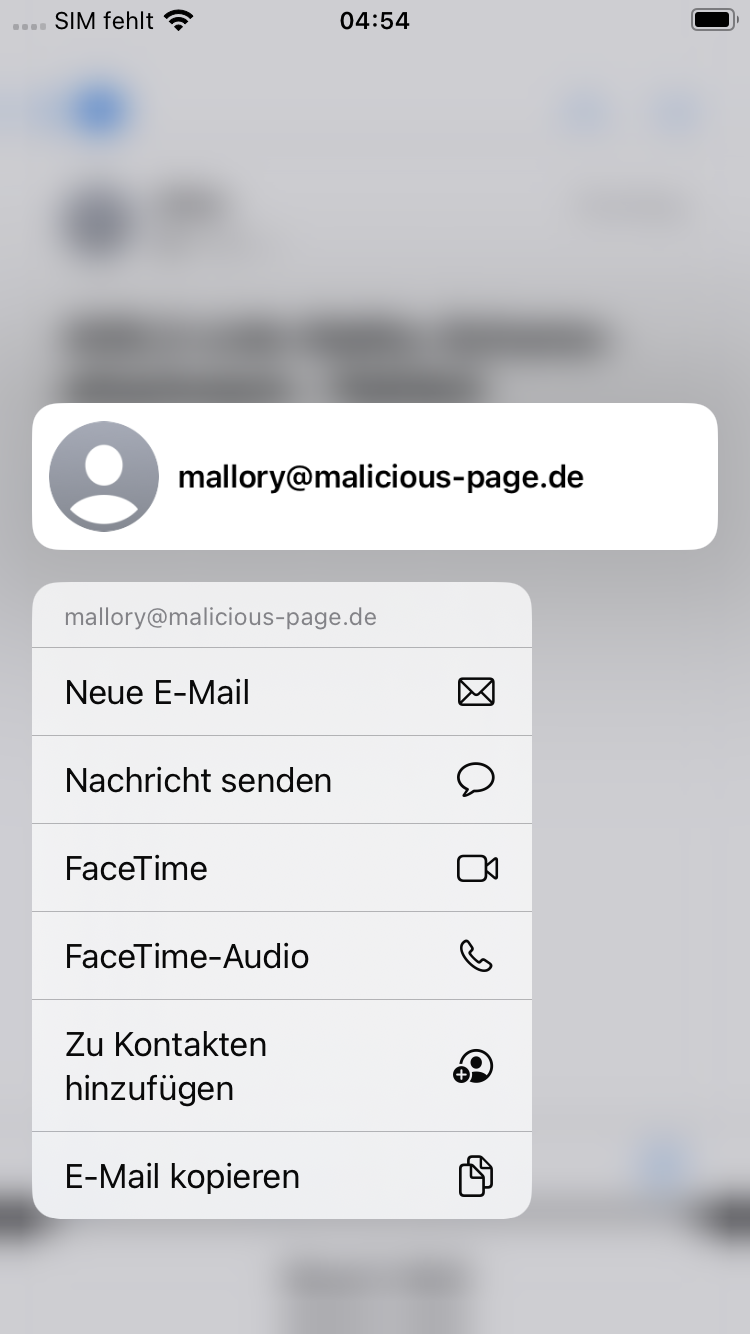 SIM fehlt
04:54
mallory@malicious-page.de
mallory@malicious-page.de
Neue E-Mail
Nachricht senden
FaceTime
FaceTime-Audio
Zu Kontakten
hinzufügen
E-Mail kopieren